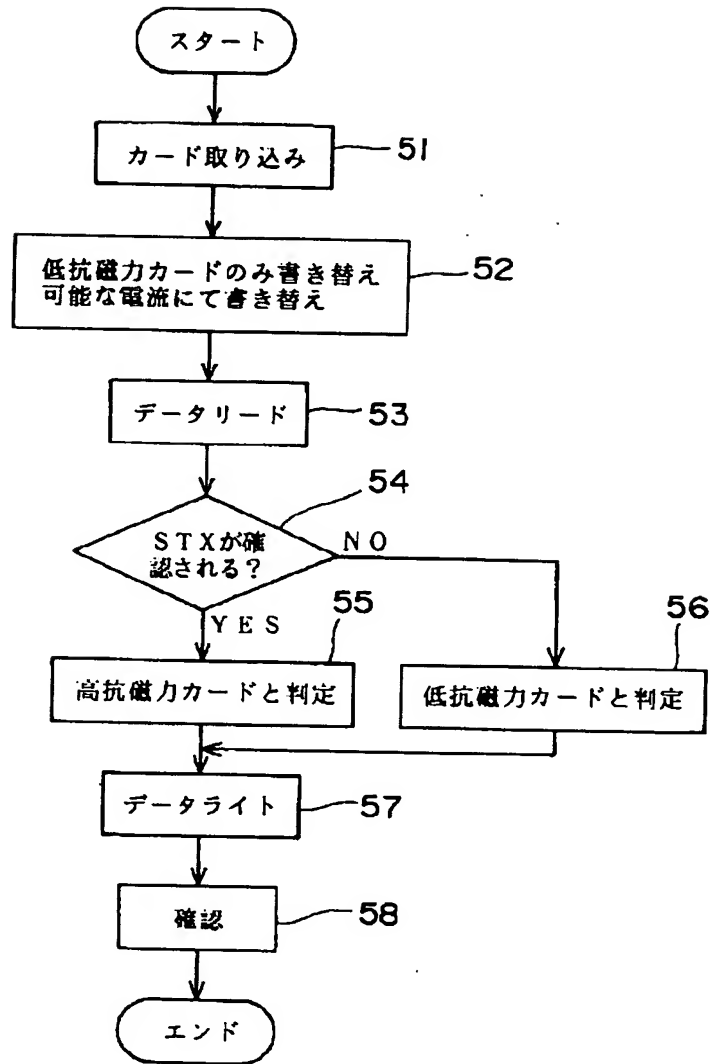 スタート
カード取り込み
51
低抗磁力カードのみ書き替え
可能な電流にて書き替え
52
データリード
53
54
STXが確
認される?
NO
YES
55
高抗磁力カードと判定
56
低抗磁力カードと判定
データライト
57
確認
58
エンド